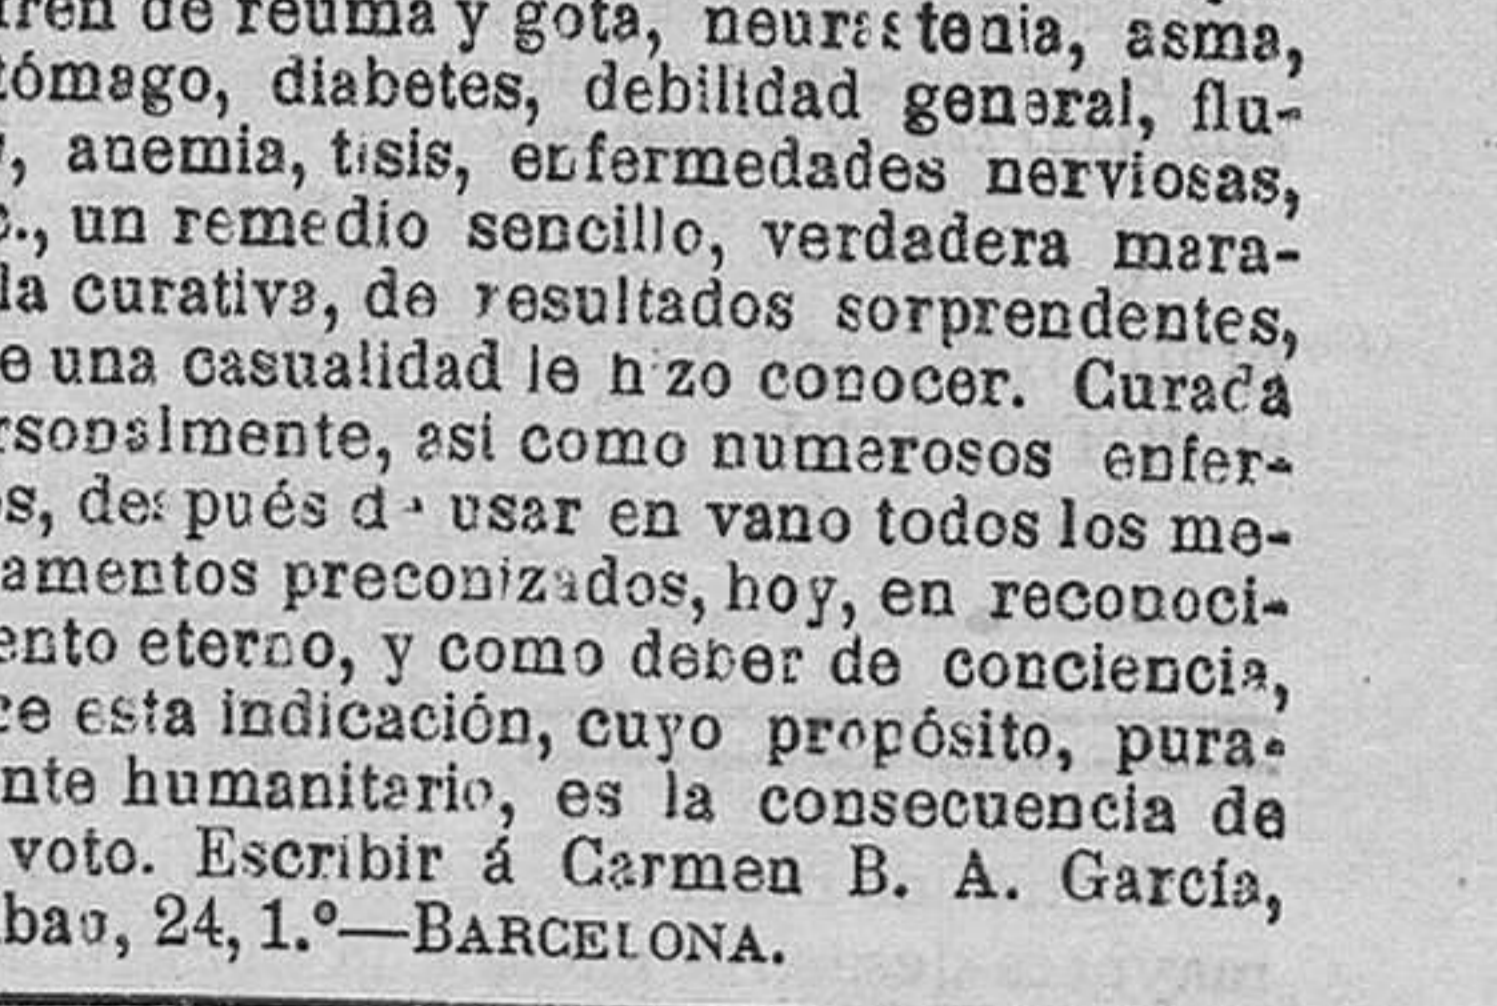 fren de reuma y gota, neurastenia, asma,
tómago, diabetes, debilidad general, flu-
, anemia, tisis, enfermedades nerviosas,
c., un remedio sencillo, verdadera mara-
la curativa, de resultados sorprendentes,
e una casualidad le hizo conocer. Curada
rsonalmente, asi como numerosos enfer-
os, después de usar en vano todos los me-
amentos preconizados, hoy, en reconoci-
ento eterno, y como deber de conciencia,
ce esta indicación, cuyo propósito, pura-
nte humanitario, es la consecuencia de
voto. Escribir á Carmen B. A. García,
bao, 24, 1.º—BARCELONA.